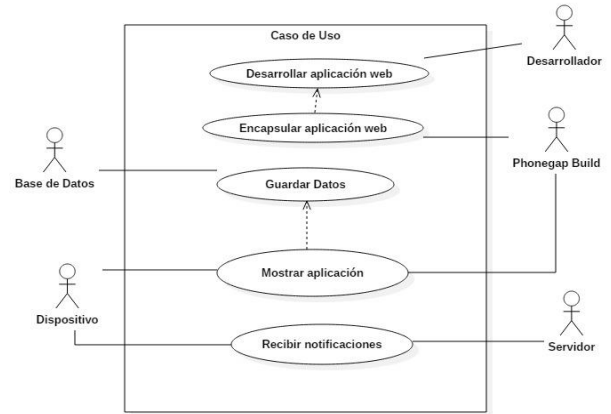 Caso de Uso
Desarrollador
Desarrollar aplicación web
Encapsular aplicación web
Base de Datos
Phonegap Build
Guardar Datos
Mostrar aplicación
Dispositivo
Recibir notificaciones
Servidor